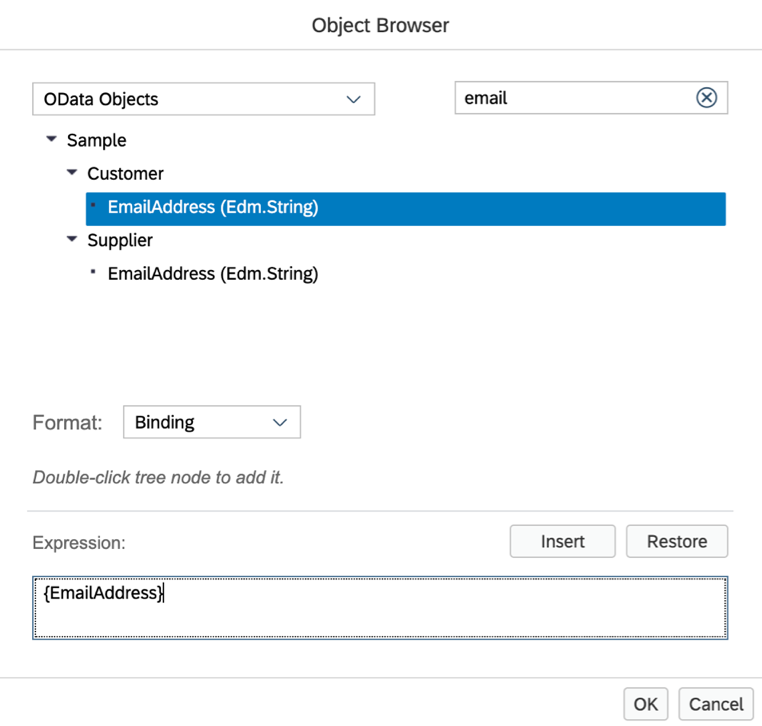 Object Browser
OData Objects
email
Sample
Customer
EmailAddress (Edm.String)
Supplier
EmailAddress (Edm.String)
Format:
Binding
Double-click tree node to add it.
Expression:
Insert
Restore
{EmailAddress}
OK
Cancel